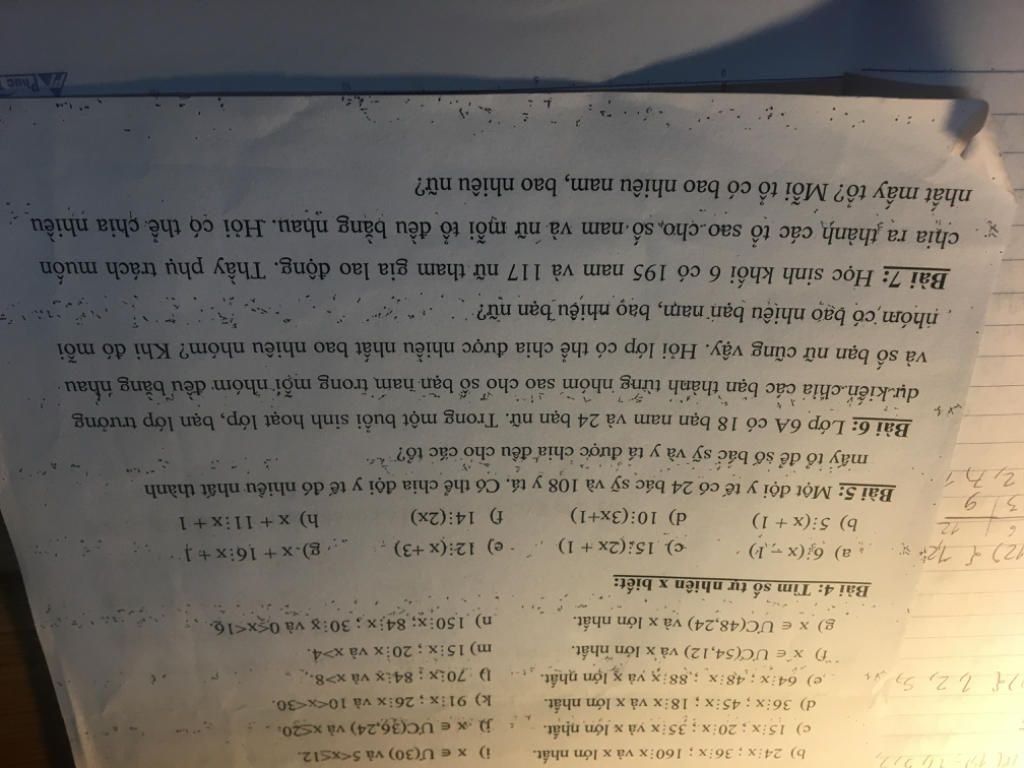 b) 24⋮x ; 36⋮x ; 160⋮x và x lớn nhất. i) x ∈ Ư(30) và 5<x≤12.
c) 15⋮x ; 20⋮x ; 35⋮x và x lớn nhất. j) x ∈ ƯC(36,24) và x≤20.
d) 36⋮x ; 45⋮x ; 18⋮x và x lớn nhất. k) 91⋮x ; 26⋮x và 10<x<30.
e) 64⋮x ; 48⋮x ; 88⋮x và x lớn nhất. l) 70⋮x ; 84⋮x và x>8.
f) x ∈ ƯC(54,12) và x lớn nhất. m) 15⋮x ; 20⋮x và x>4.
g) x ∈ ƯC(48,24) và x lớn nhất. n) 150⋮x; 84⋮x ; 30⋮x và 0≤x<16.
Bài 4: Tìm số tự nhiên x biết:
a) 6⋮(x – 1) c) 15⋮(2x + 1) e) 12⋮(x +3) g) x + 16⋮x + 1
b) 5⋮(x + 1) d) 10⋮(3x+1) f) 14⋮(2x) h) x + 11⋮x + 1
Bài 5: Một đội y tế có 24 bác sỹ và 108 y tá. Có thể chia đội y tế đó nhiều nhất thành
mấy tổ để số bác sỹ và y tá được chia đều cho các tổ?
Bài 6: Lớp 6A có 18 bạn nam và 24 bạn nữ. Trong một buổi sinh hoạt lớp, bạn lớp trưởng
dự kiến chia các bạn thành từng nhóm sao cho số bạn nam trong mỗi nhóm đều bằng nhau
và số bạn nữ cũng vậy. Hỏi lớp có thể chia được nhiều nhất bao nhiêu nhóm? Khi đó mỗi
nhóm có bao nhiêu bạn nam, bao nhiêu bạn nữ?
Bài 7: Học sinh khối 6 có 195 nam và 117 nữ tham gia lao động. Thầy phụ trách muốn
chia ra thành các tổ sao cho số nam và nữ mỗi tổ đều bằng nhau. Hỏi có thể chia nhiều
nhất mấy tổ? Mỗi tổ có bao nhiêu nam, bao nhiêu nữ?